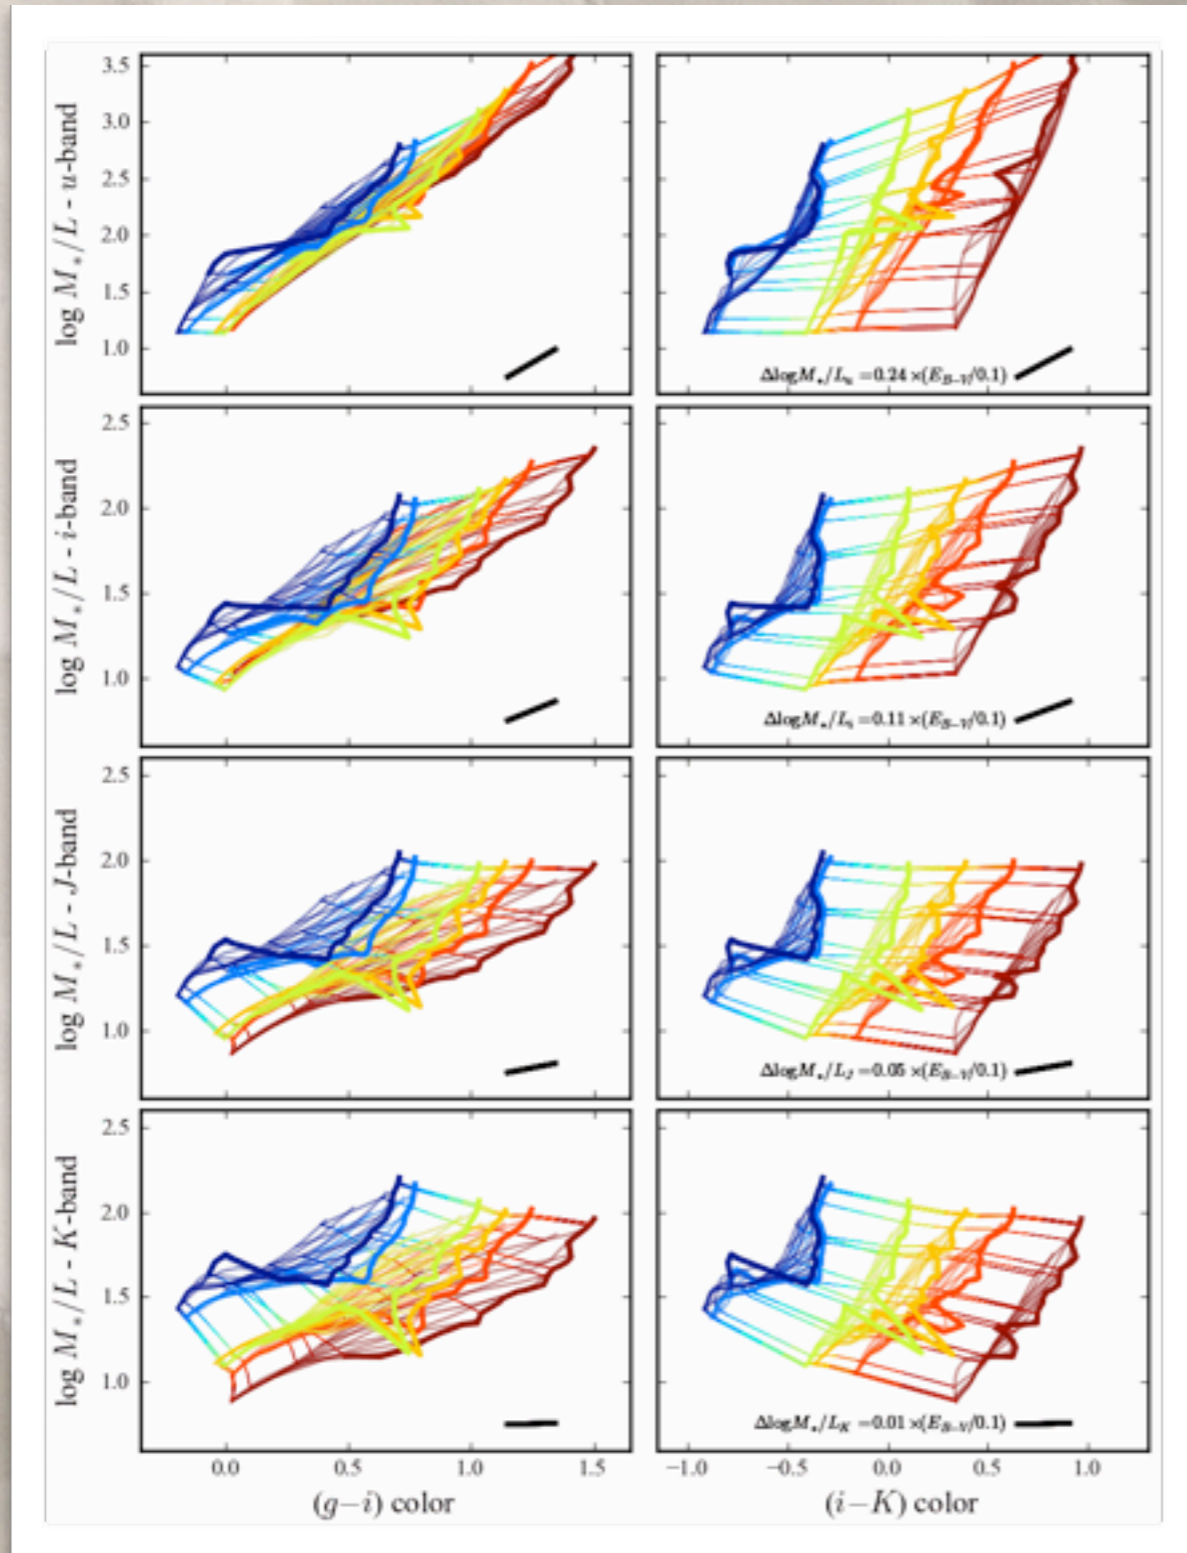 log M*/L - u-band
3.5
3.0
2.5
2.0
1.5
1.0
ΔlogM*/Lu =0.24 ×(EB−V/0.1)
log M*/L - i-band
2.5
2.0
1.5
1.0
ΔlogM*/Li =0.11 ×(EB−V/0.1)
log M*/L - J-band
2.5
2.0
1.5
1.0
ΔlogM*/LJ =0.05 ×(EB−V/0.1)
log M*/L - K-band
2.5
2.0
1.5
1.0
ΔlogM*/LK =0.01 ×(EB−V/0.1)
0.0 0.5 1.0 1.5
−1.0 −0.5 0.0 0.5 1.0
(g−i) color
(i−K) color